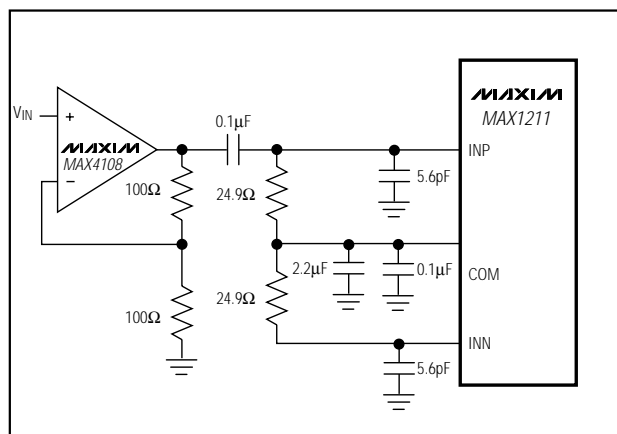 VIN
+
MAXIM
MAX4108
−
0.1µF
100Ω
24.9Ω
MAXIM
MAX1211
INP
5.6pF
2.2µF
0.1µF
COM
100Ω
24.9Ω
INN
5.6pF